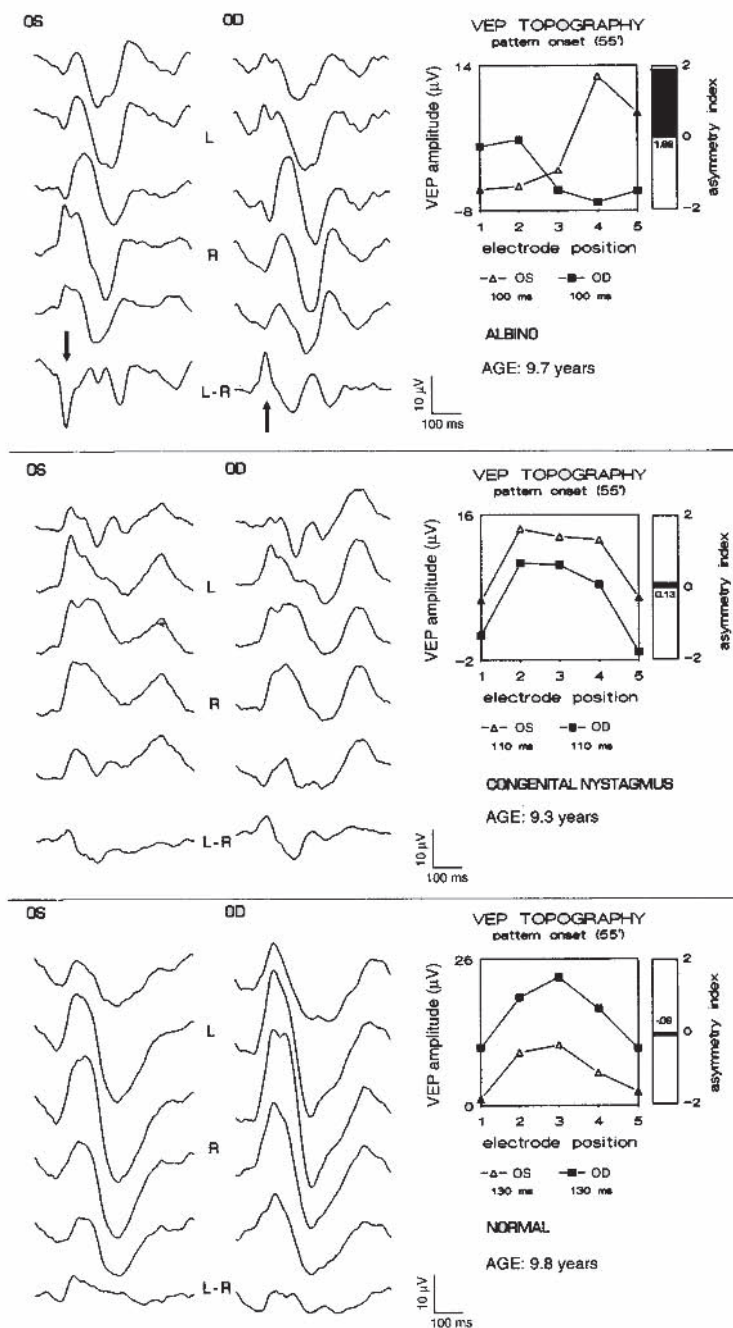 OS OD
L
R
L-R
10 µV
100 ms
VEP TOPOGRAPHY
pattern onset (55')
14
-8
VEP amplitude (µV)
1 2 3 4 5
electrode position
2
0
-2
1.88
asymmetry index
-△- OS -■- OD
100 ms 100 ms
ALBINO
AGE: 9.7 years
OS OD
L
R
L-R
10 µV
100 ms
VEP TOPOGRAPHY
pattern onset (55')
16
-2
VEP amplitude (µV)
1 2 3 4 5
electrode position
2
0
-2
0.13
asymmetry index
-△- OS -■- OD
110 ms 110 ms
CONGENITAL NYSTAGMUS
AGE: 9.3 years
OS OD
L
R
L-R
10 µV
100 ms
VEP TOPOGRAPHY
pattern onset (55')
26
0
VEP amplitude (µV)
1 2 3 4 5
electrode position
2
0
-2
asymmetry index
-△- OS -■- OD
130 ms 130 ms
NORMAL
AGE: 9.8 years